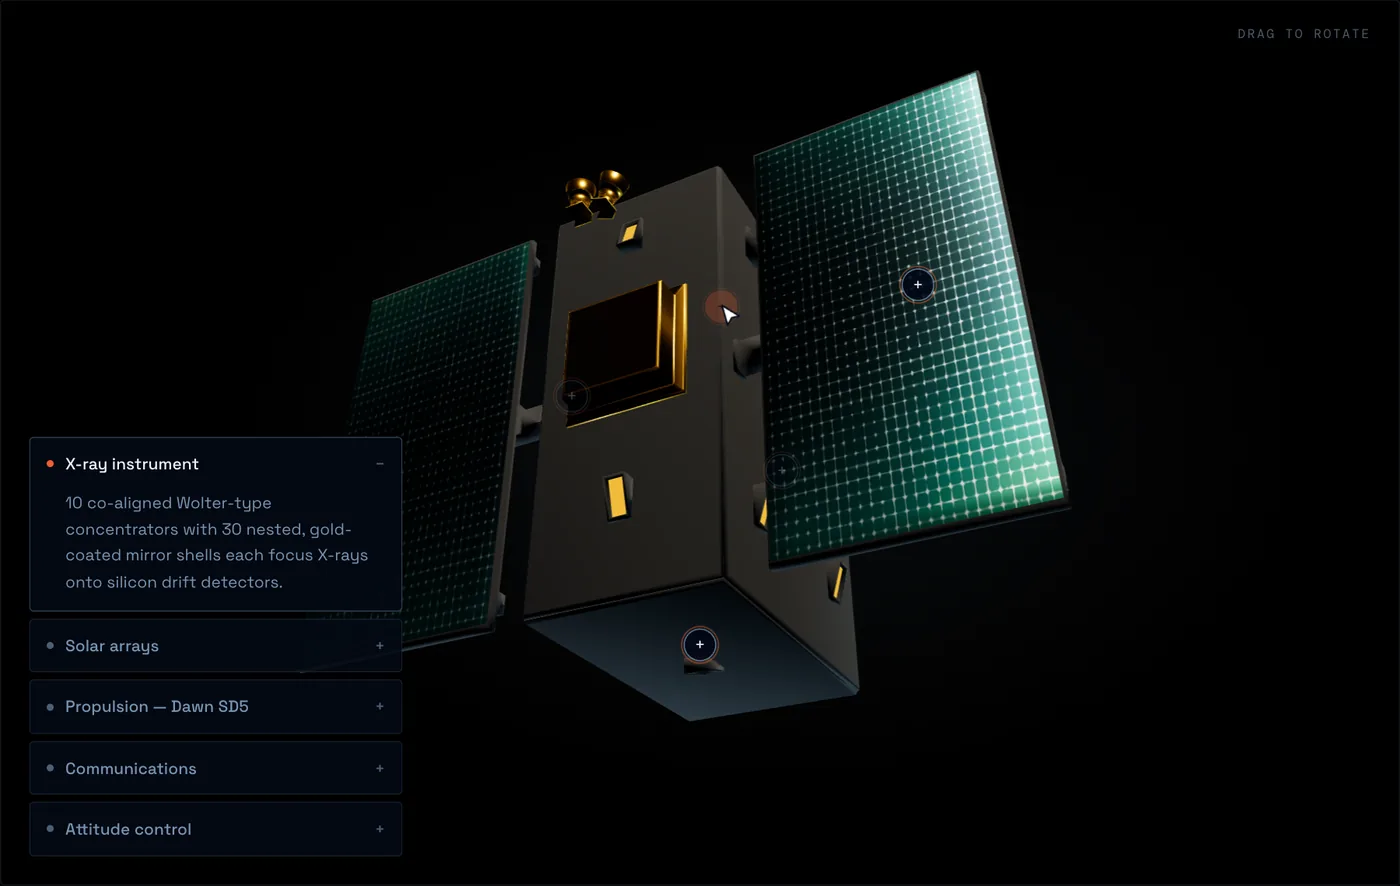 DRAG TO ROTATE
X-ray instrument
10 co-aligned Wolter-type
concentrators with 30 nested, gold-
coated mirror shells each focus X-rays
onto silicon drift detectors.
Solar arrays
Propulsion — Dawn SD5
Communications
Attitude control